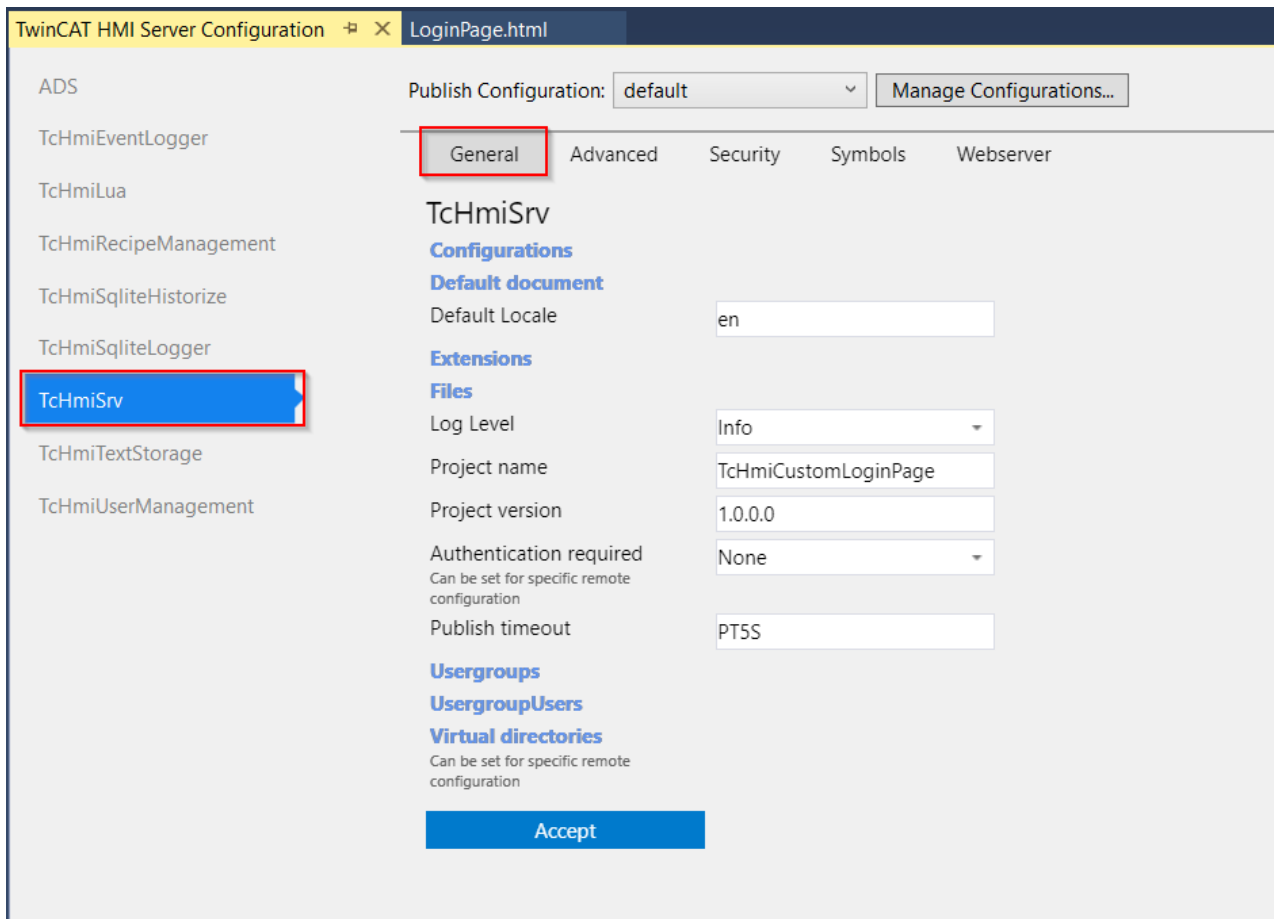 TwinCAT HMI Server Configuration
LoginPage.html
ADS
TcHmiEventLogger
TcHmiLua
TcHmiRecipeManagement
TcHmiSqliteHistorize
TcHmiSqliteLogger
TcHmiSrv
TcHmiTextStorage
TcHmiUserManagement
Publish Configuration: default Manage Configurations...
General Advanced Security Symbols Webserver
TcHmiSrv
Configurations
Default document
Default Locale en
Extensions
Files
Log Level Info
Project name TcHmiCustomLoginPage
Project version 1.0.0.0
Authentication required None
Can be set for specific remote
configuration
Publish timeout PT5S
Usergroups
UsergroupUsers
Virtual directories
Can be set for specific remote
configuration
Accept